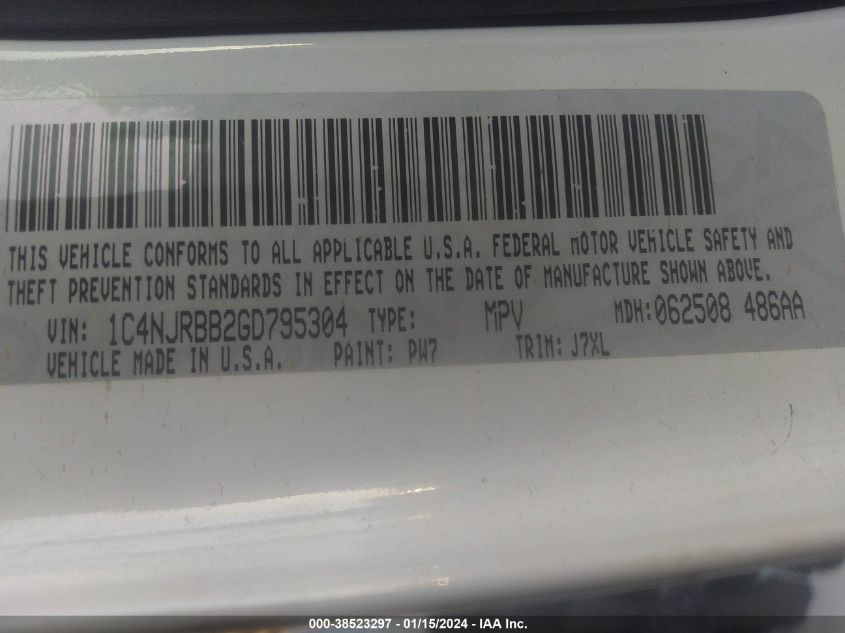 THIS VEHICLE CONFORMS TO ALL APPLICABLE U.S.A. FEDERAL MOTOR VEHICLE SAFETY AND
THEFT PREVENTION STANDARDS IN EFFECT ON THE DATE OF MANUFACTURE SHOWN ABOVE.
VIN: 1C4NJRBB2GD795304 TYPE: MPV MDH:062508 486AA
VEHICLE MADE IN U.S.A. PAINT: PW7 TRIM: J7XL
000-38523297 - 01/15/2024 - IAA Inc.